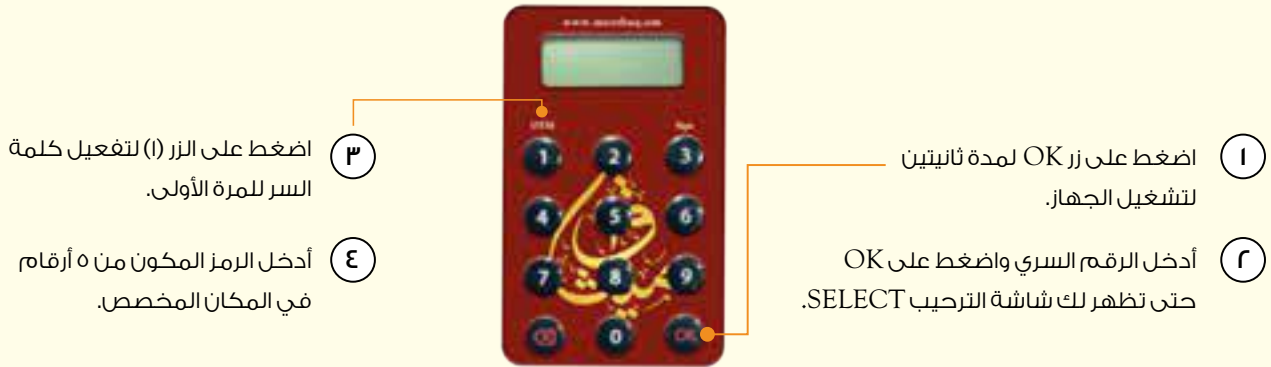 ١ اضغط على زر OK لمدة ثانيتين
لتشغيل الجهاز.
٢ أدخل الرقم السري واضغط على OK
حتى تظهر لك شاشة الترحيب SELECT.
٣ اضغط على الزر (١) لتفعيل كلمة
السر للمرة الأولى.
٤ أدخل الرمز المكون من ٥ أرقام
في المكان المخصص.
1 2 3
4 5 6
7 8 9
0 OK